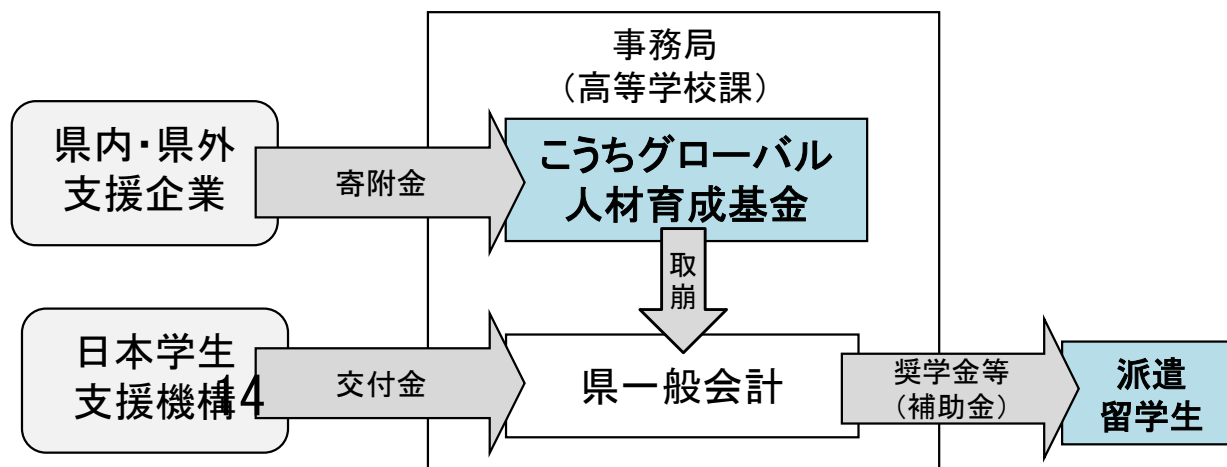 事務局
（高等学校課）
県内・県外
支援企業
寄附金
こうちグローバル
人材育成基金
取
崩
日本学生
支援機構
14
交付金
県一般会計
奨学金等
（補助金）
派遣
留学生